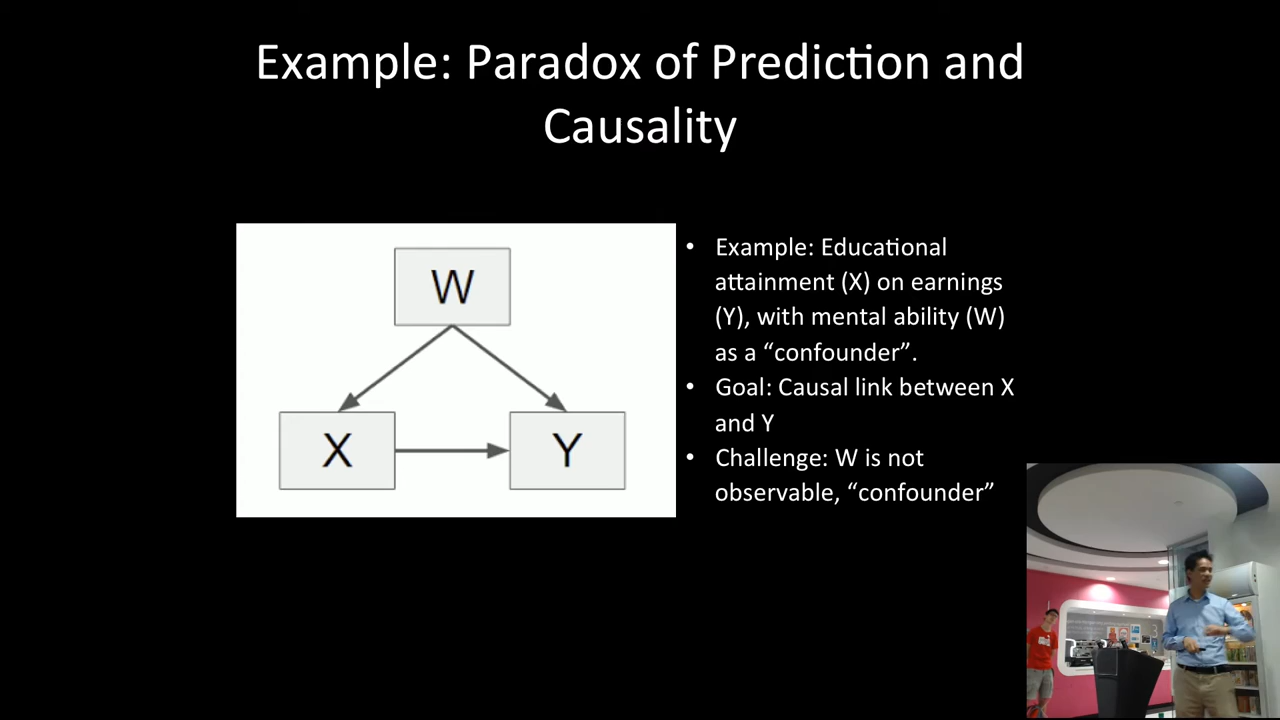 Example: Paradox of Prediction and
Causality
W
X
Y
• Example: Educational
attainment (X) on earnings
(Y), with mental ability (W)
as a “confounder”.
• Goal: Causal link between X
and Y
• Challenge: W is not
observable, “confounder”